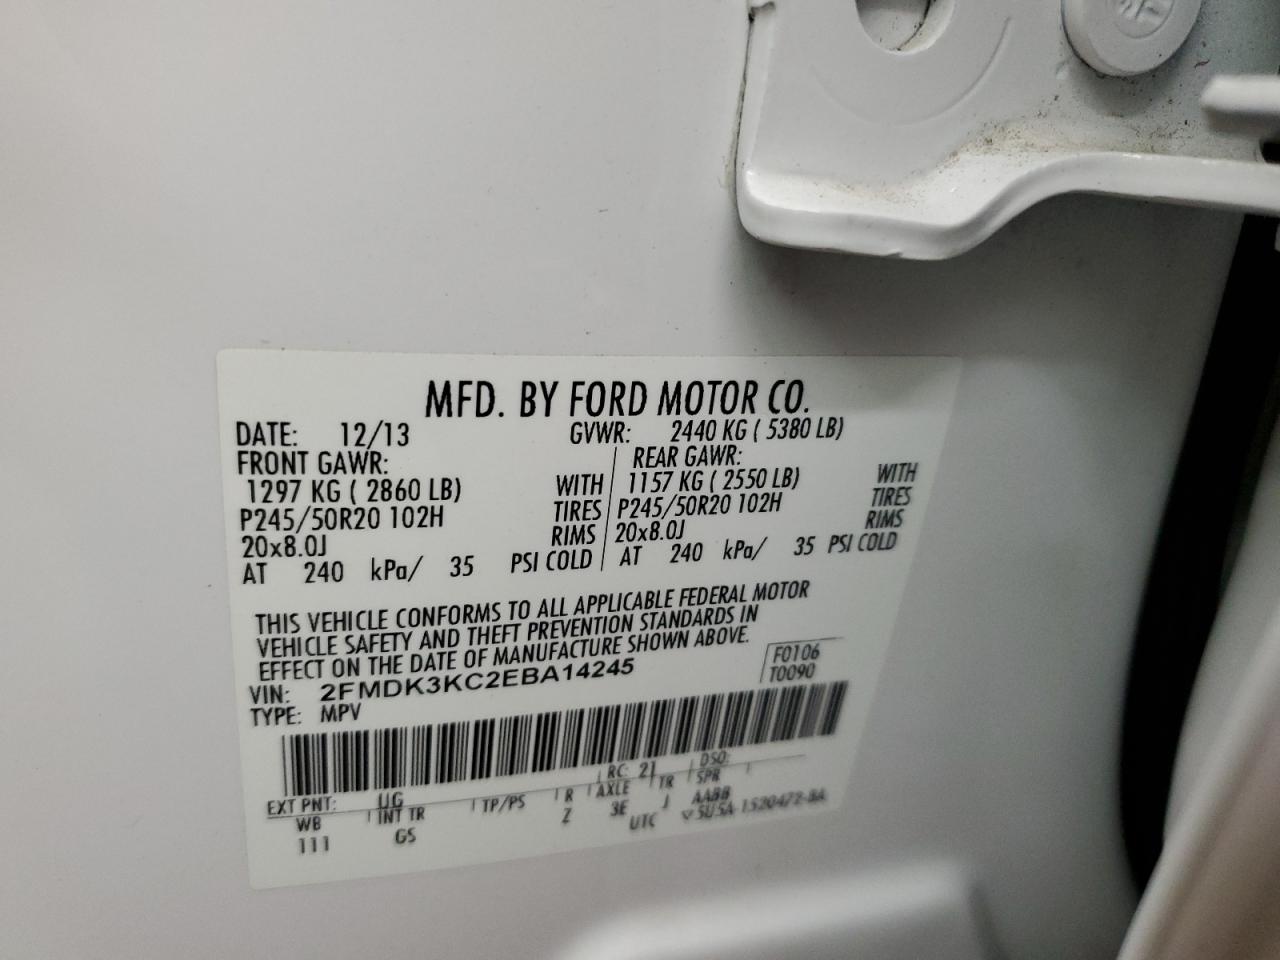 MFD. BY FORD MOTOR CO.
DATE: 12/13 GVWR: 2440 KG ( 5380 LB)
FRONT GAWR: REAR GAWR:
1297 KG ( 2860 LB) WITH 1157 KG ( 2550 LB) WITH
P245/50R20 102H TIRES P245/50R20 102H TIRES
20x8.0J RIMS 20x8.0J RIMS
AT 240 kPa/ 35 PSI COLD AT 240 kPa/ 35 PSI COLD
THIS VEHICLE CONFORMS TO ALL APPLICABLE FEDERAL MOTOR
VEHICLE SAFETY AND THEFT PREVENTION STANDARDS IN
EFFECT ON THE DATE OF MANUFACTURE SHOWN ABOVE.
F0106
VIN: 2FMDK3KC2EBA14245 T0090
TYPE: MPV
EXT PNT: UG RC: 21 DSO:
WB INT TR TP/PS R AXLE TR SPR
111 GS Z 3E J AABB
UTC 5U5A-1520472-BA